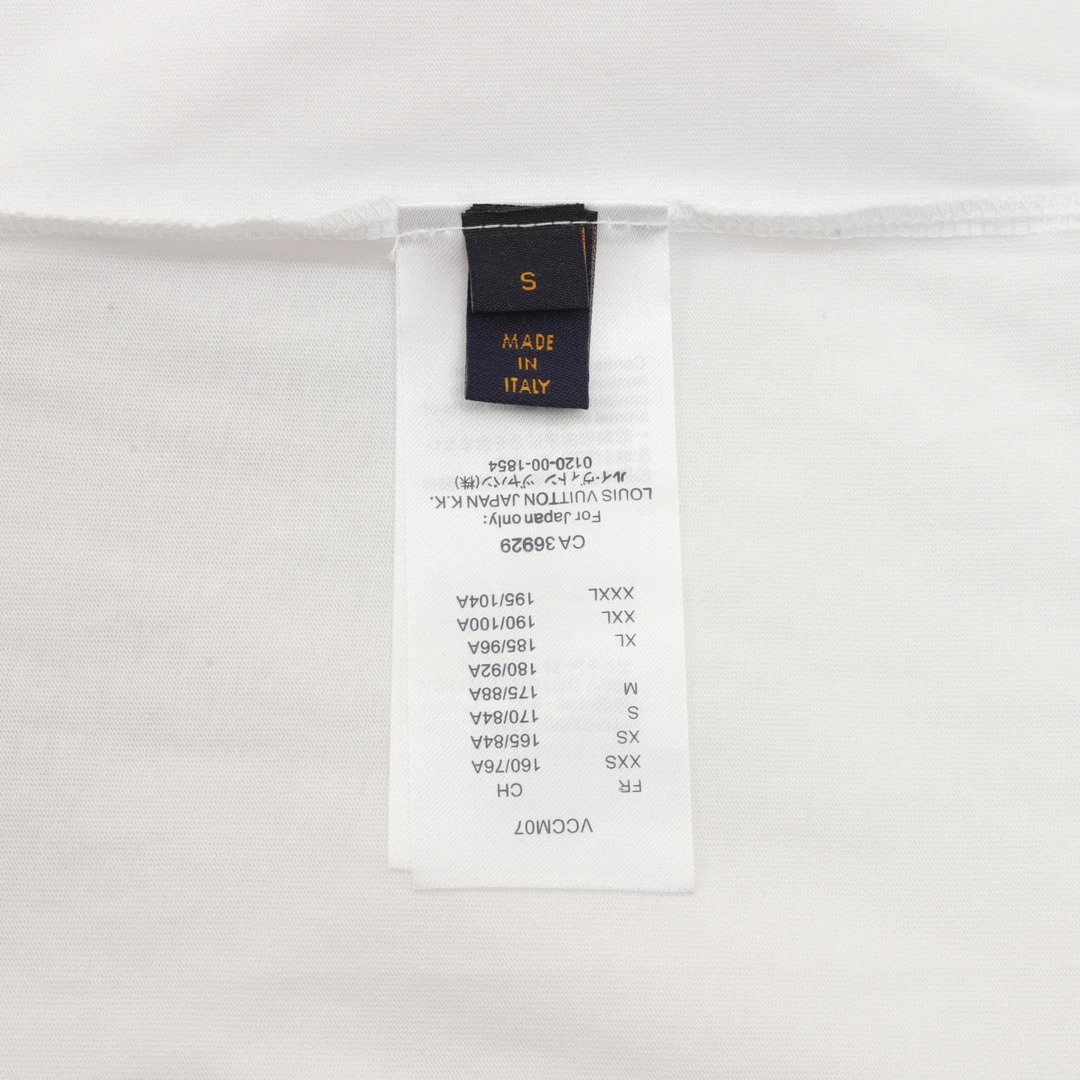 S
MADE
IN
ITALY
VCCM07
FR CH
XXS 160/76A
XS 165/84A
S 170/84A
M 175/88A
180/92A
XL 185/96A
XXL 190/100A
XXXL 195/104A
CA 36929
For Japan only:
LOUIS VUITTON JAPAN K.K.
ルイ・ヴィトン ジャパン(株)
0120-00-1854